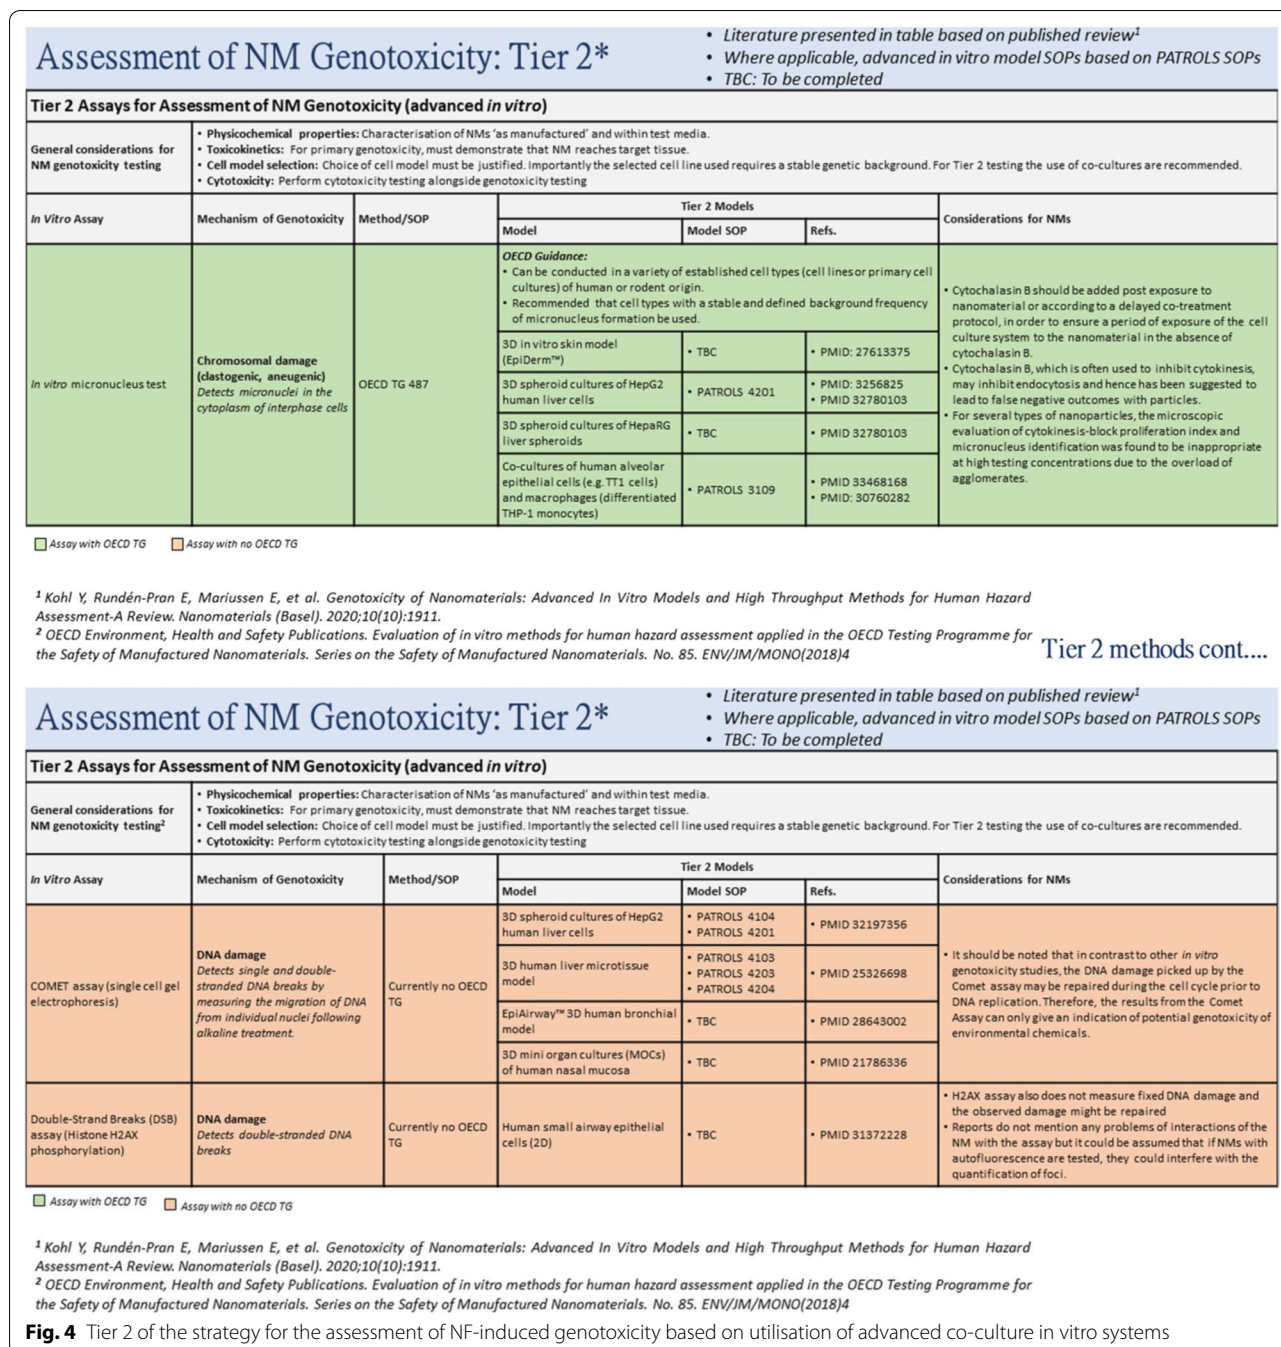 Assessment of NM Genotoxicity: Tier 2*
• Literature presented in table based on published review1
• Where applicable, advanced in vitro model SOPs based on PATROLS SOPs
• TBC: To be completed
Tier 2 Assays for Assessment of NM Genotoxicity (advanced in vitro)
General considerations for
NM genotoxicity testing
• Physicochemical properties: Characterisation of NMs 'as manufactured' and within test media.
• Toxicokinetics: For primary genotoxicity, must demonstrate that NM reaches target tissue.
• Cell model selection: Choice of cell model must be justified. Importantly the selected cell line used requires a stable genetic background. For Tier 2 testing the use of co-cultures are recommended.
• Cytotoxicity: Perform cytotoxicity testing alongside genotoxicity testing
In Vitro Assay
Mechanism of Genotoxicity
Method/SOP
Tier 2 Models
Model
Model SOP
Refs.
Considerations for NMs
In vitro micronucleus test
Chromosomal damage
(clastogenic, aneugenic)
Detects micronuclei in the
cytoplasm of interphase cells
OECD TG 487
OECD Guidance:
• Can be conducted in a variety of established cell types (cell lines or primary cell
cultures) of human or rodent origin.
• Recommended that cell types with a stable and defined background frequency
of micronucleus formation be used.
3D in vitro skin model
(EpiDerm™)
• TBC
• PMID: 27613375
3D spheroid cultures of HepG2
human liver cells
• PATROLS 4201
• PMID: 3256825
• PMID 32780103
3D spheroid cultures of HepaRG
liver spheroids
• TBC
• PMID 32780103
Co-cultures of human alveolar
epithelial cells (e.g. TT1 cells)
and macrophages (differentiated
THP-1 monocytes)
• PATROLS 3109
• PMID 33468168
• PMID: 30760282
• Cytochalasin B should be added post exposure to
nanomaterial or according to a delayed co-treatment
protocol, in order to ensure a period of exposure of the cell
culture system to the nanomaterial in the absence of
cytochalasin B.
• Cytochalasin B, which is often used to inhibit cytokinesis,
may inhibit endocytosis and hence has been suggested to
lead to false negative outcomes with particles.
• For several types of nanoparticles, the microscopic
evaluation of cytokinesis-block proliferation index and
micronucleus identification was found to be inappropriate
at high testing concentrations due to the overload of
agglomerates.
Assay with OECD TG
Assay with no OECD TG
1 Kohl Y, Rundén-Pran E, Mariussen E, et al. Genotoxicity of Nanomaterials: Advanced In Vitro Models and High Throughput Methods for Human Hazard
Assessment-A Review. Nanomaterials (Basel). 2020;10(10):1911.
2 OECD Environment, Health and Safety Publications. Evaluation of in vitro methods for human hazard assessment applied in the OECD Testing Programme for
the Safety of Manufactured Nanomaterials. Series on the Safety of Manufactured Nanomaterials. No. 85. ENV/JM/MONO(2018)4
Tier 2 methods cont....
Assessment of NM Genotoxicity: Tier 2*
• Literature presented in table based on published review1
• Where applicable, advanced in vitro model SOPs based on PATROLS SOPs
• TBC: To be completed
Tier 2 Assays for Assessment of NM Genotoxicity (advanced in vitro)
General considerations for
NM genotoxicity testing2
• Physicochemical properties: Characterisation of NMs 'as manufactured' and within test media.
• Toxicokinetics: For primary genotoxicity, must demonstrate that NM reaches target tissue.
• Cell model selection: Choice of cell model must be justified. Importantly the selected cell line used requires a stable genetic background. For Tier 2 testing the use of co-cultures are recommended.
• Cytotoxicity: Perform cytotoxicity testing alongside genotoxicity testing
In Vitro Assay
Mechanism of Genotoxicity
Method/SOP
Tier 2 Models
Model
Model SOP
Refs.
Considerations for NMs
COMET assay (single cell gel
electrophoresis)
DNA damage
Detects single and double-
stranded DNA breaks by
measuring the migration of DNA
from individual nuclei following
alkaline treatment.
Currently no OECD
TG
3D spheroid cultures of HepG2
human liver cells
• PATROLS 4104
• PATROLS 4201
• PMID 32197356
3D human liver microtissue
model
• PATROLS 4103
• PATROLS 4203
• PATROLS 4204
• PMID 25326698
EpiAirway™ 3D human bronchial
model
• TBC
• PMID 28643002
3D mini organ cultures (MOCs)
of human nasal mucosa
• TBC
• PMID 21786336
• It should be noted that in contrast to other in vitro
genotoxicity studies, the DNA damage picked up by the
Comet assay may be repaired during the cell cycle prior to
DNA replication. Therefore, the results from the Comet
Assay can only give an indication of potential genotoxicity of
environmental chemicals.
Double-Strand Breaks (DSB)
assay (Histone H2AX
phosphorylation)
DNA damage
Detects double-stranded DNA
breaks
Currently no OECD
TG
Human small airway epithelial
cells (2D)
• TBC
• PMID 31372228
• H2AX assay also does not measure fixed DNA damage and
the observed damage might be repaired
• Reports do not mention any problems of interactions of the
NM with the assay but it could be assumed that if NMs with
autofluorescence are tested, they could interfere with the
quantification of foci.
Assay with OECD TG
Assay with no OECD TG
1 Kohl Y, Rundén-Pran E, Mariussen E, et al. Genotoxicity of Nanomaterials: Advanced In Vitro Models and High Throughput Methods for Human Hazard
Assessment-A Review. Nanomaterials (Basel). 2020;10(10):1911.
2 OECD Environment, Health and Safety Publications. Evaluation of in vitro methods for human hazard assessment applied in the OECD Testing Programme for
the Safety of Manufactured Nanomaterials. Series on the Safety of Manufactured Nanomaterials. No. 85. ENV/JM/MONO(2018)4
Fig. 4 Tier 2 of the strategy for the assessment of NF-induced genotoxicity based on utilisation of advanced co-culture in vitro systems